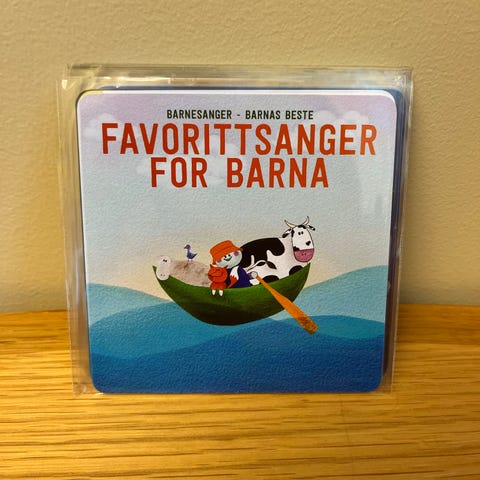 BARNESANGER - BARNAS BESTE
FAVORITTSANGER
FOR BARNA